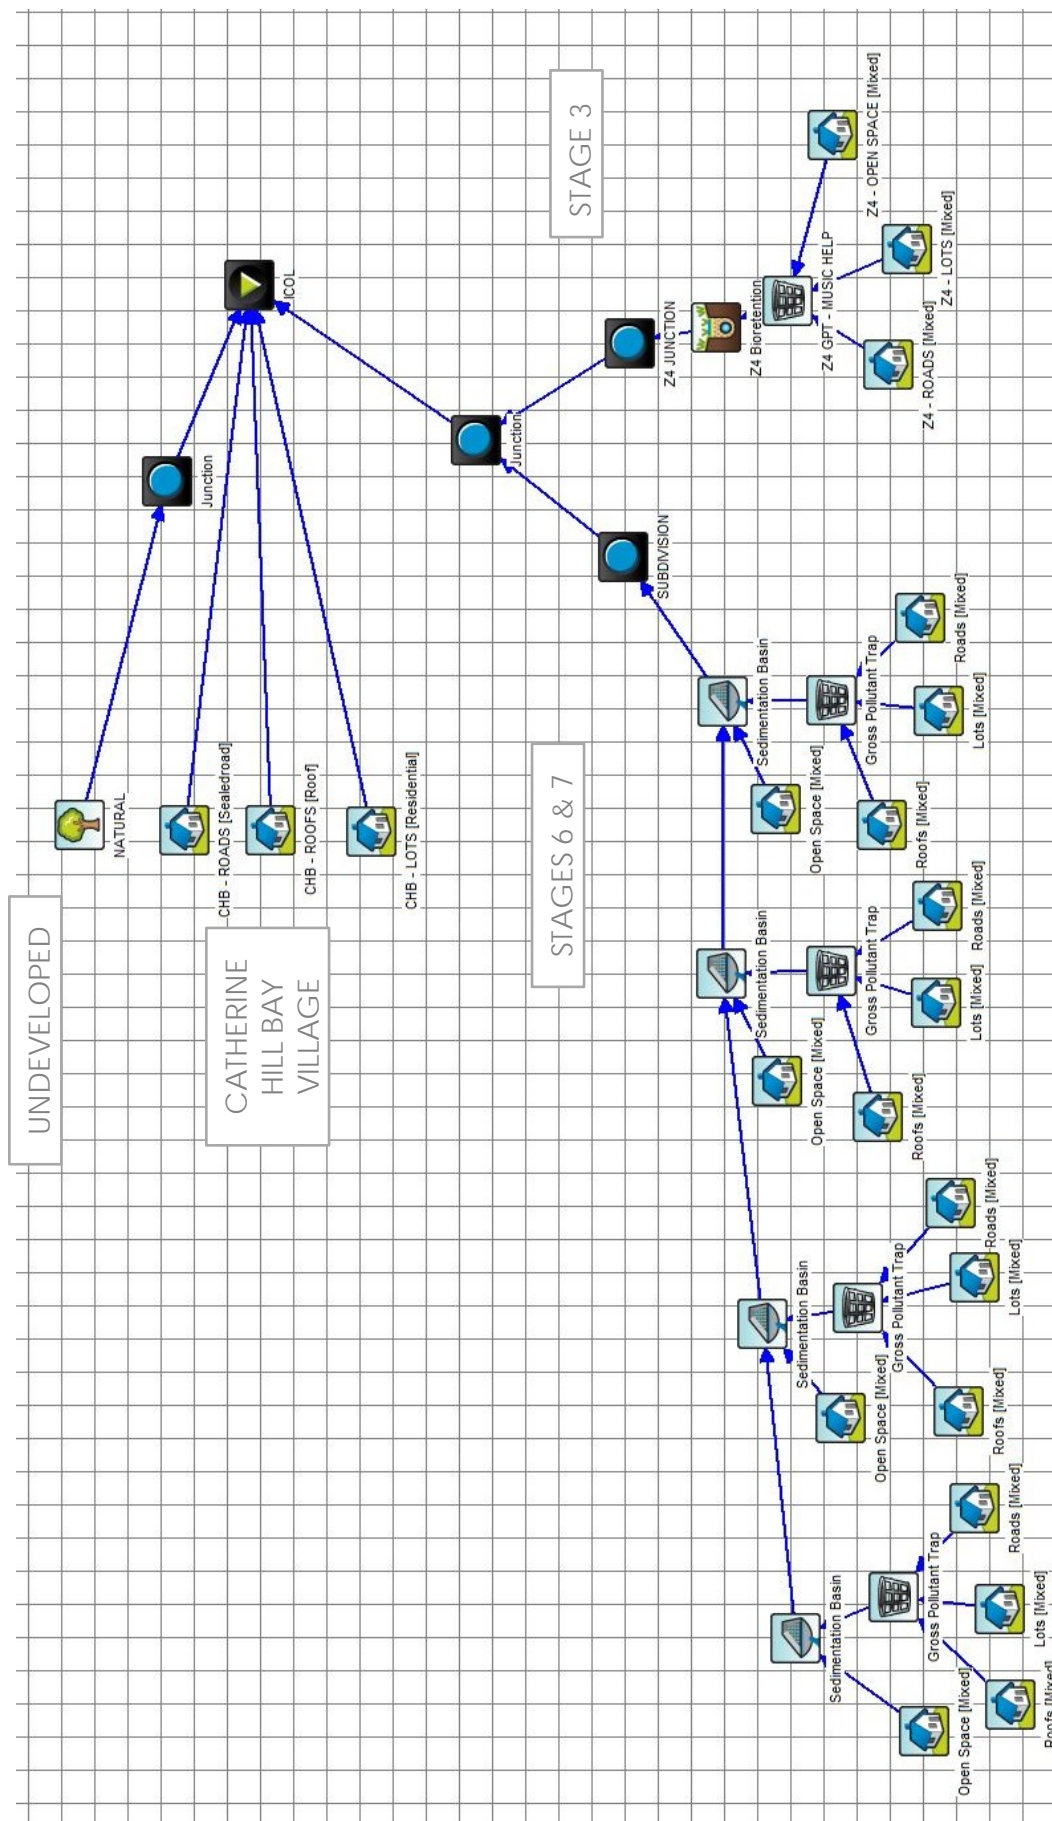 UNDEVELOPED
NATURAL
Junction
CATHERINE
HILL BAY
VILLAGE
CHB - ROADS [Sealedroad]
CHB - ROOFS [Roof]
CHB - LOTS [Residential]
ICOL
STAGES 6 & 7
STAGE 3
Junction
SUBDIVISION
Z4 JUNCTION
Z4 Bioretention
Z4 GPT - MUSIC HELP
Z4 - OPEN SPACE [Mixed]
Z4 - ROADS [Mixed]
Z4 - LOTS [Mixed]
Sedimentation Basin
Open Space [Mixed]
Gross Pollutant Trap
Roofs [Mixed]
Lots [Mixed]
Roads [Mixed]
Sedimentation Basin
Open Space [Mixed]
Gross Pollutant Trap
Roofs [Mixed]
Lots [Mixed]
Roads [Mixed]
Sedimentation Basin
Open Space [Mixed]
Gross Pollutant Trap
Roofs [Mixed]
Lots [Mixed]
Roads [Mixed]
Sedimentation Basin
Open Space [Mixed]
Gross Pollutant Trap
Roofs [Mixed]
Lots [Mixed]
Roads [Mixed]